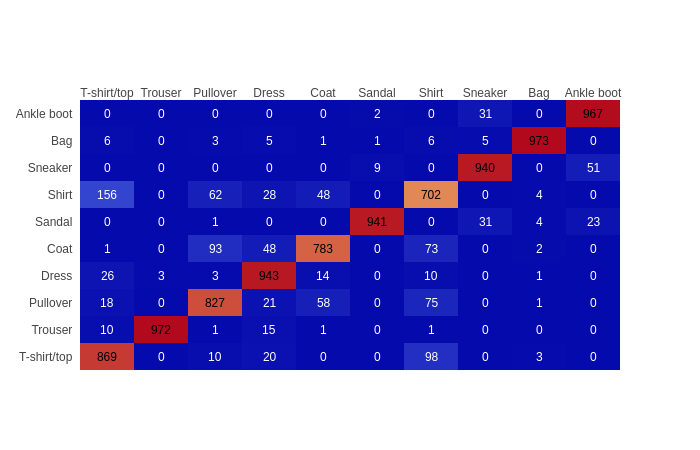 T-shirt/top Trouser Pullover Dress Coat Sandal Shirt Sneaker Bag Ankle boot
Ankle boot 0 0 0 0 0 2 0 31 0 967
Bag 6 0 3 5 1 1 6 5 973 0
Sneaker 0 0 0 0 0 9 0 940 0 51
Shirt 156 0 62 28 48 0 702 0 4 0
Sandal 0 0 1 0 0 941 0 31 4 23
Coat 1 0 93 48 783 0 73 0 2 0
Dress 26 3 3 943 14 0 10 0 1 0
Pullover 18 0 827 21 58 0 75 0 1 0
Trouser 10 972 1 15 1 0 1 0 0 0
T-shirt/top 869 0 10 20 0 0 98 0 3 0